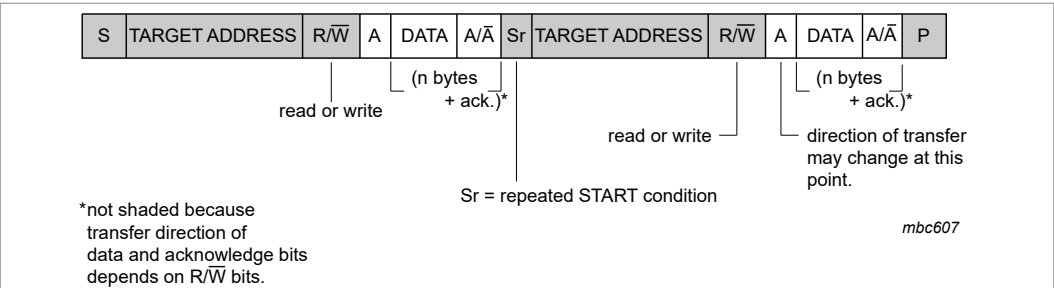 S TARGET ADDRESS R/W̅ A DATA A/A̅ Sr TARGET ADDRESS R/W̅ A DATA A/A̅ P
(n bytes
+ ack.)*
read or write
(n bytes
+ ack.)*
read or write
direction of transfer
may change at this
point.
Sr = repeated START condition
*not shaded because
transfer direction of
data and acknowledge bits
depends on R/W̅ bits.
mbc607